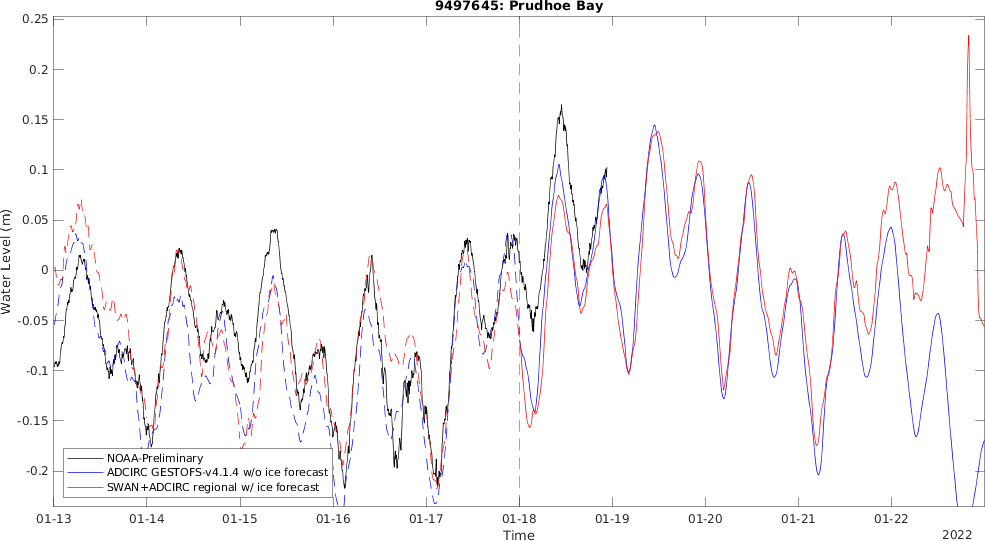 9497645: Prudhoe Bay
0.25
0.2
0.15
0.1
0.05
0
-0.05
-0.1
-0.15
-0.2
Water Level (m)
NOAA-Preliminary
ADCIRC GESTOFS-v4.1.4 w/o ice forecast
SWAN+ADCIRC regional w/ ice forecast
01-13 01-14 01-15 01-16 01-17 01-18 01-19 01-20 01-21 01-22
Time
2022